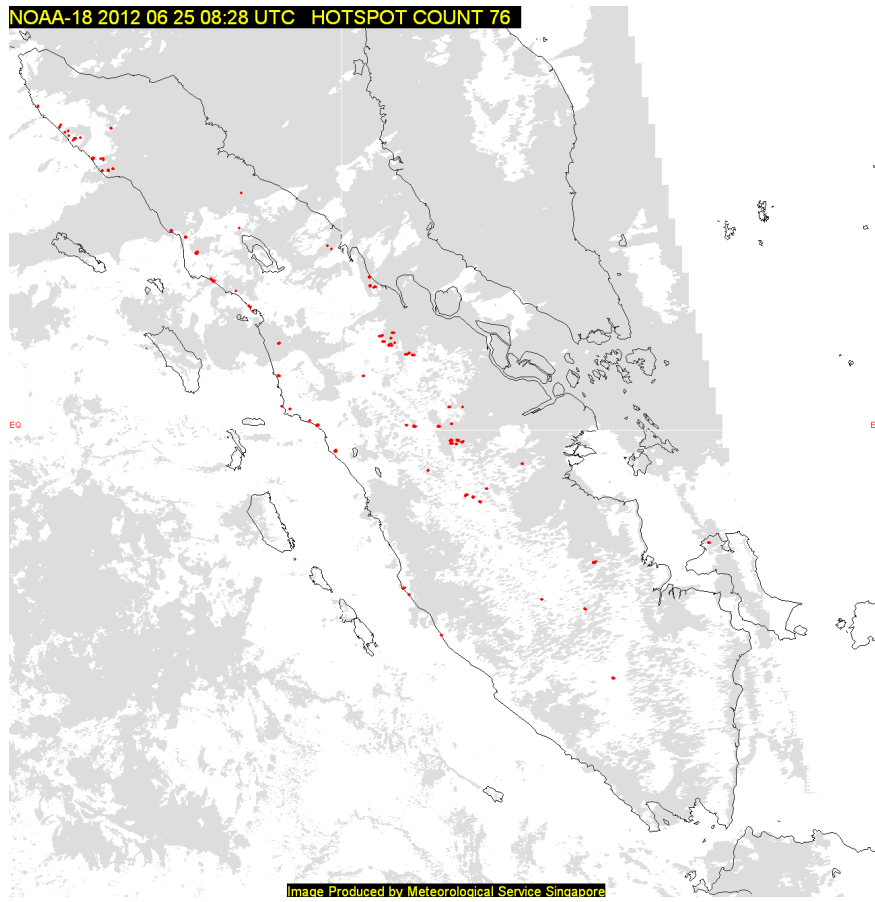 NOAA-18 2012 06 25 08:28 UTC HOTSPOT COUNT 76
EQ E
Image Produced by Meteorological Service Singapore